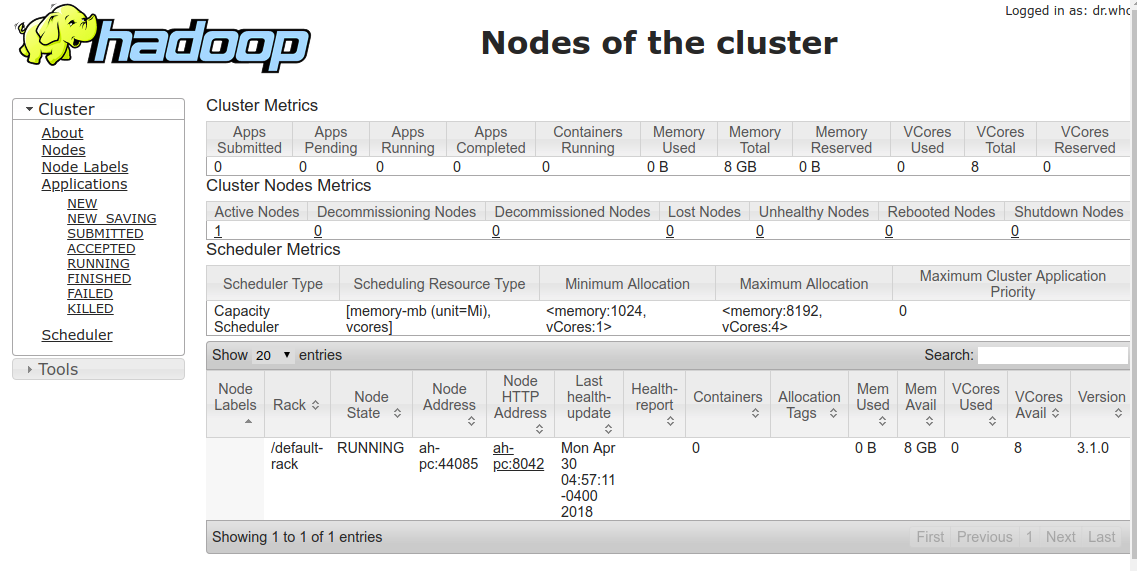 Logged in as: dr.who
hadoop
Nodes of the cluster
Cluster
About
Nodes
Node Labels
Applications
NEW
NEW_SAVING
SUBMITTED
ACCEPTED
RUNNING
FINISHED
FAILED
KILLED
Scheduler
Tools
Cluster Metrics
Apps Submitted Apps Pending Apps Running Apps Completed Containers Running Memory Used Memory Total Memory Reserved VCores Used VCores Total VCores Reserved
0 0 0 0 0 0 B 8 GB 0 B 0 8 0
Cluster Nodes Metrics
Active Nodes Decommissioning Nodes Decommissioned Nodes Lost Nodes Unhealthy Nodes Rebooted Nodes Shutdown Nodes
1 0 0 0 0 0 0
Scheduler Metrics
Scheduler Type Scheduling Resource Type Minimum Allocation Maximum Allocation Maximum Cluster Application Priority
Capacity Scheduler [memory-mb (unit=Mi), vcores] <memory:1024, vCores:1> <memory:8192, vCores:4> 0
Show 20 entries Search:
Node Labels Rack Node State Node Address Node HTTP Address Last health-update Health-report Containers Allocation Tags Mem Used Mem Avail VCores Used VCores Avail Version
/default-rack RUNNING ah-pc:44085 ah-pc:8042 Mon Apr 30 04:57:11 -0400 2018 0 0 B 8 GB 0 8 3.1.0
Showing 1 to 1 of 1 entries First Previous 1 Next Last